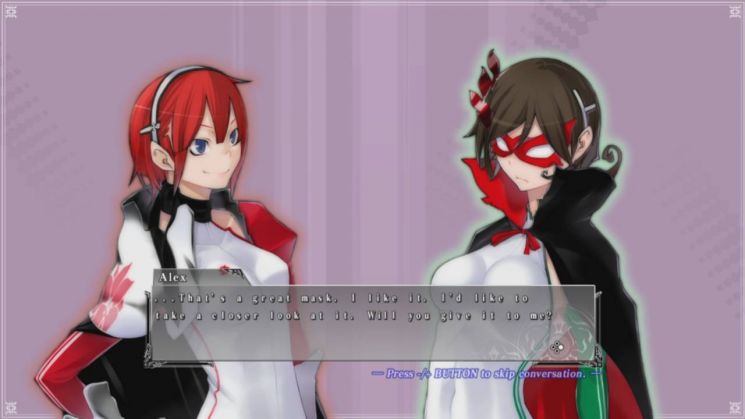 Alex
...That's a great mask. I like it. I'd like to
take a closer look at it. Will you give it to me?
— Press -/+ BUTTON to skip conversation. —